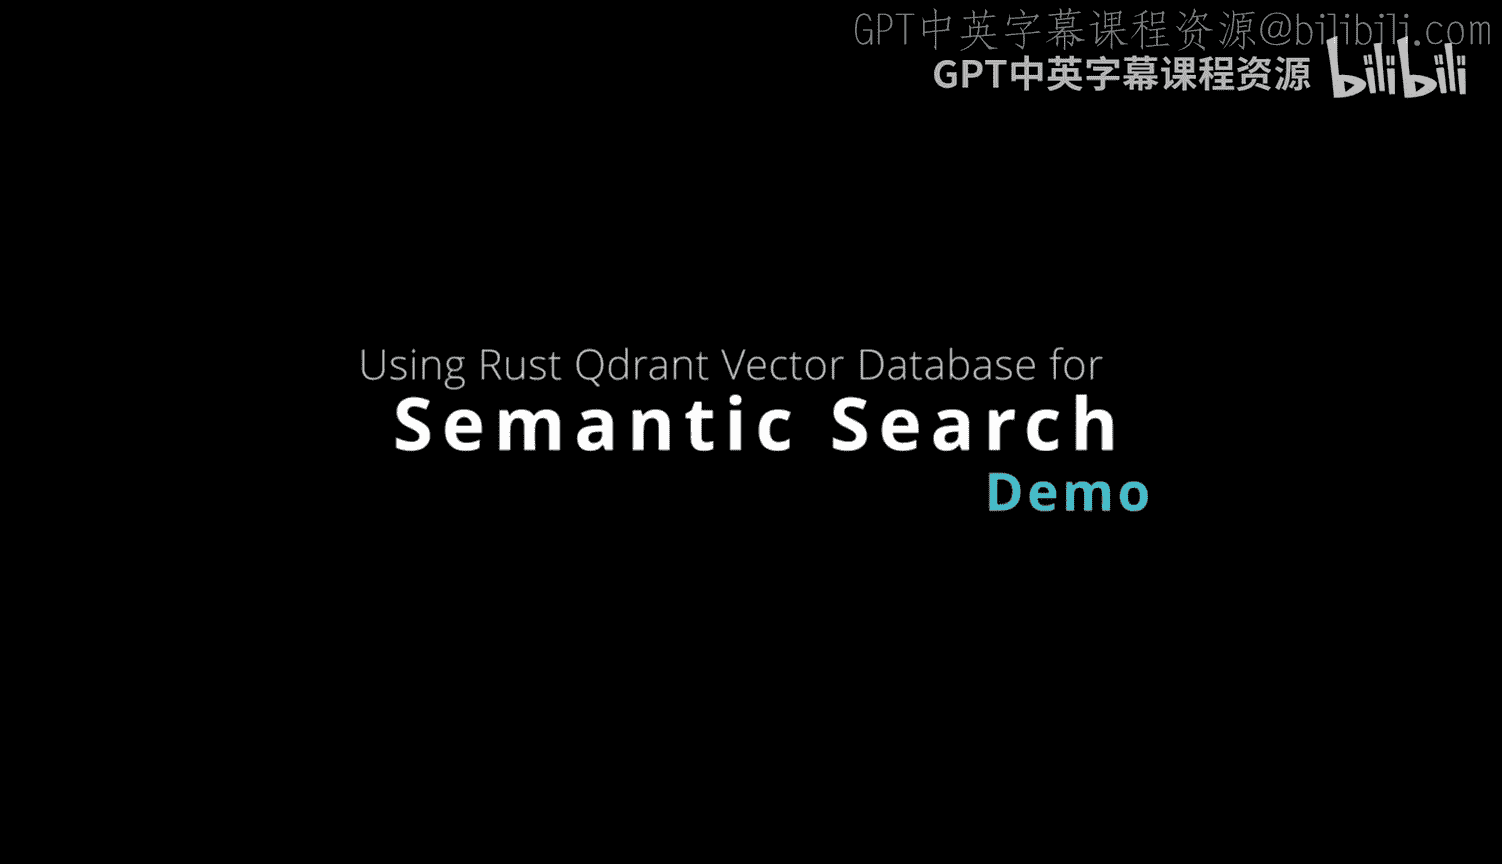 GPT中英字幕课程资源@bilibili.com
GPT中英字幕课程资源 bilibili
Using Rust Qdrant Vector Database for
Semantic Search
Demo